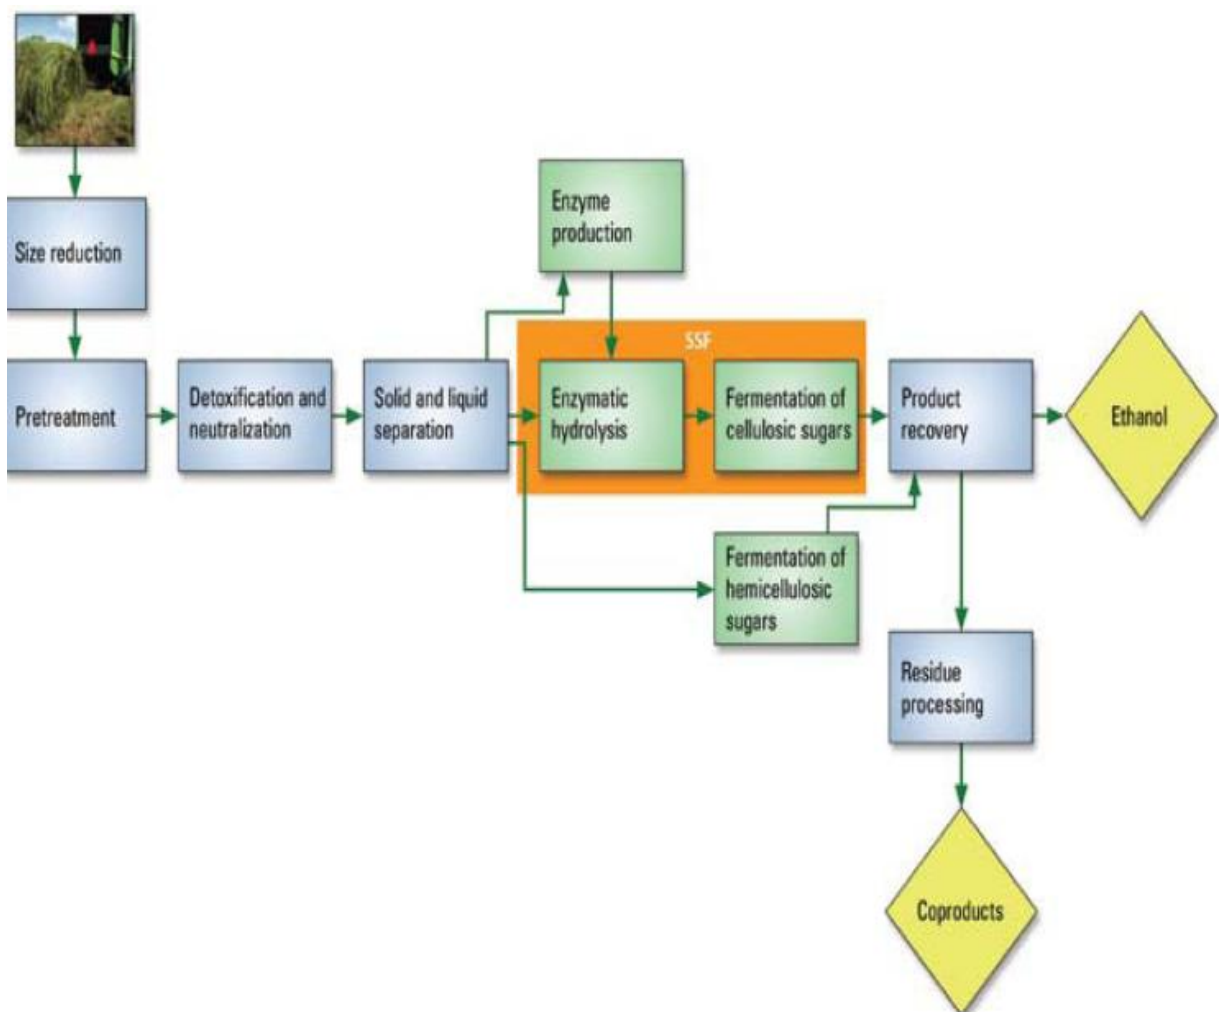 Enzyme
production
Size reduction
SSF
Pretreatment
Detoxification and
neutralization
Solid and liquid
separation
Enzymatic
hydrolysis
Fermentation of
cellulosic sugars
Product
recovery
Ethanol
Fermentation of
hemicellulosic
sugars
Residue
processing
Coproducts